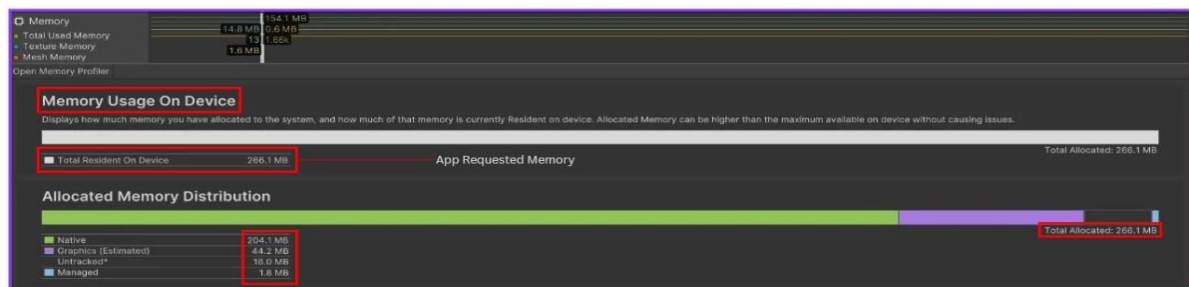 Memory
Total Used Memory
Texture Memory
Mesh Memory
154.1 MB
14.8 MB 0.6 MB
13 1.66k
1.6 MB
Open Memory Profiler
Memory Usage On Device
Displays how much memory you have allocated to the system, and how much of that memory is currently Resident on device. Allocated Memory can be higher than the maximum available on device without causing issues.
Total Allocated: 266.1 MB
Total Resident On Device 266.1 MB App Requested Memory
Allocated Memory Distribution
Total Allocated: 266.1 MB
Native 204.1 MB
Graphics (Estimated) 44.2 MB
Untracked* 16.0 MB
Managed 1.8 MB